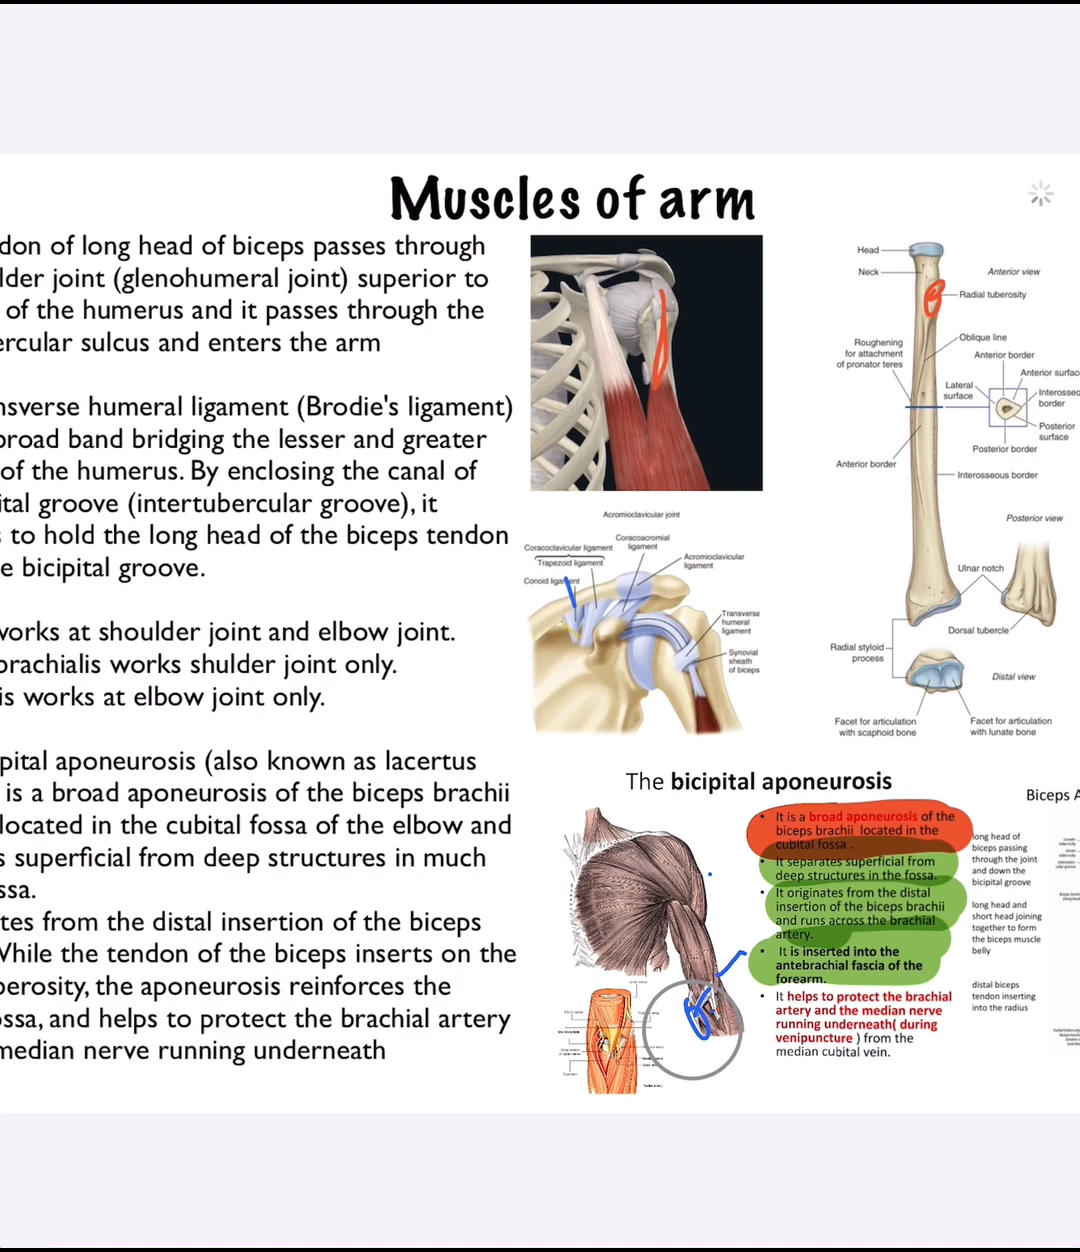 Muscles of arm
don of long head of biceps passes through
lder joint (glenohumeral joint) superior to
of the humerus and it passes through the
ercular sulcus and enters the arm
nsverse humeral ligament (Brodie's ligament)
broad band bridging the lesser and greater
of the humerus. By enclosing the canal of
ital groove (intertubercular groove), it
s to hold the long head of the biceps tendon
e bicipital groove.
works at shoulder joint and elbow joint.
brachialis works shulder joint only.
is works at elbow joint only.
pital aponeurosis (also known as lacertus
is a broad aponeurosis of the biceps brachii
located in the cubital fossa of the elbow and
s superficial from deep structures in much
ssa.
tes from the distal insertion of the biceps
While the tendon of the biceps inserts on the
berosity, the aponeurosis reinforces the
ossa, and helps to protect the brachial artery
median nerve running underneath
Acromioclavicular joint
Coracoclavicular ligament
Trapezoid ligament
Conoid ligament
Coracoacromial
ligament
Acromioclavicular
ligament
Transverse
humeral
ligament
Synovial
sheath
of biceps
Head
Neck
Anterior view
Radial tuberosity
Oblique line
Roughening
for attachment
of pronator teres
Anterior border
Anterior surface
Lateral
surface
Interosseo
border
Posterior
surface
Posterior border
Anterior border
Interosseous border
Posterior view
Ulnar notch
Dorsal tubercle
Radial styloid
process
Distal view
Facet for articulation
with scaphoid bone
Facet for articulation
with lunate bone
The bicipital aponeurosis
• It is a broad aponeurosis of the
biceps brachii located in the
cubital fossa .
• It separates superficial from
deep structures in the fossa.
• It originates from the distal
insertion of the biceps brachii
and runs across the brachial
artery.
• It is inserted into the
antebrachial fascia of the
forearm.
• It helps to protect the brachial
artery and the median nerve
running underneath( during
venipuncture ) from the
median cubital vein.
Biceps A
long head of
biceps passing
through the joint
and down the
bicipital groove
long head and
short head joining
together to form
the biceps muscle
belly
distal biceps
tendon inserting
into the radius